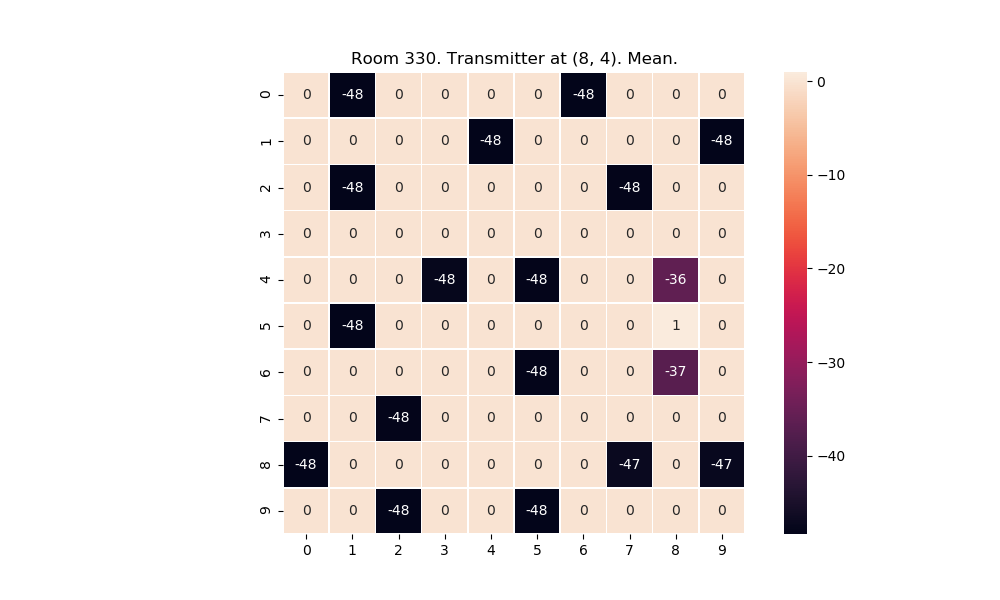 Room 330. Transmitter at (8, 4). Mean.
0 0 -48 0 0 0 0 -48 0 0 0
1 0 0 0 0 -48 0 0 0 0 -48
2 0 -48 0 0 0 0 0 -48 0 0
3 0 0 0 0 0 0 0 0 0 0
4 0 0 0 -48 0 -48 0 0 -36 0
5 0 -48 0 0 0 0 0 0 1 0
6 0 0 0 0 0 -48 0 0 -37 0
7 0 0 -48 0 0 0 0 0 0 0
8 -48 0 0 0 0 0 0 -47 0 -47
9 0 0 -48 0 0 -48 0 0 0 0
0 1 2 3 4 5 6 7 8 9
0
−10
−20
−30
−40